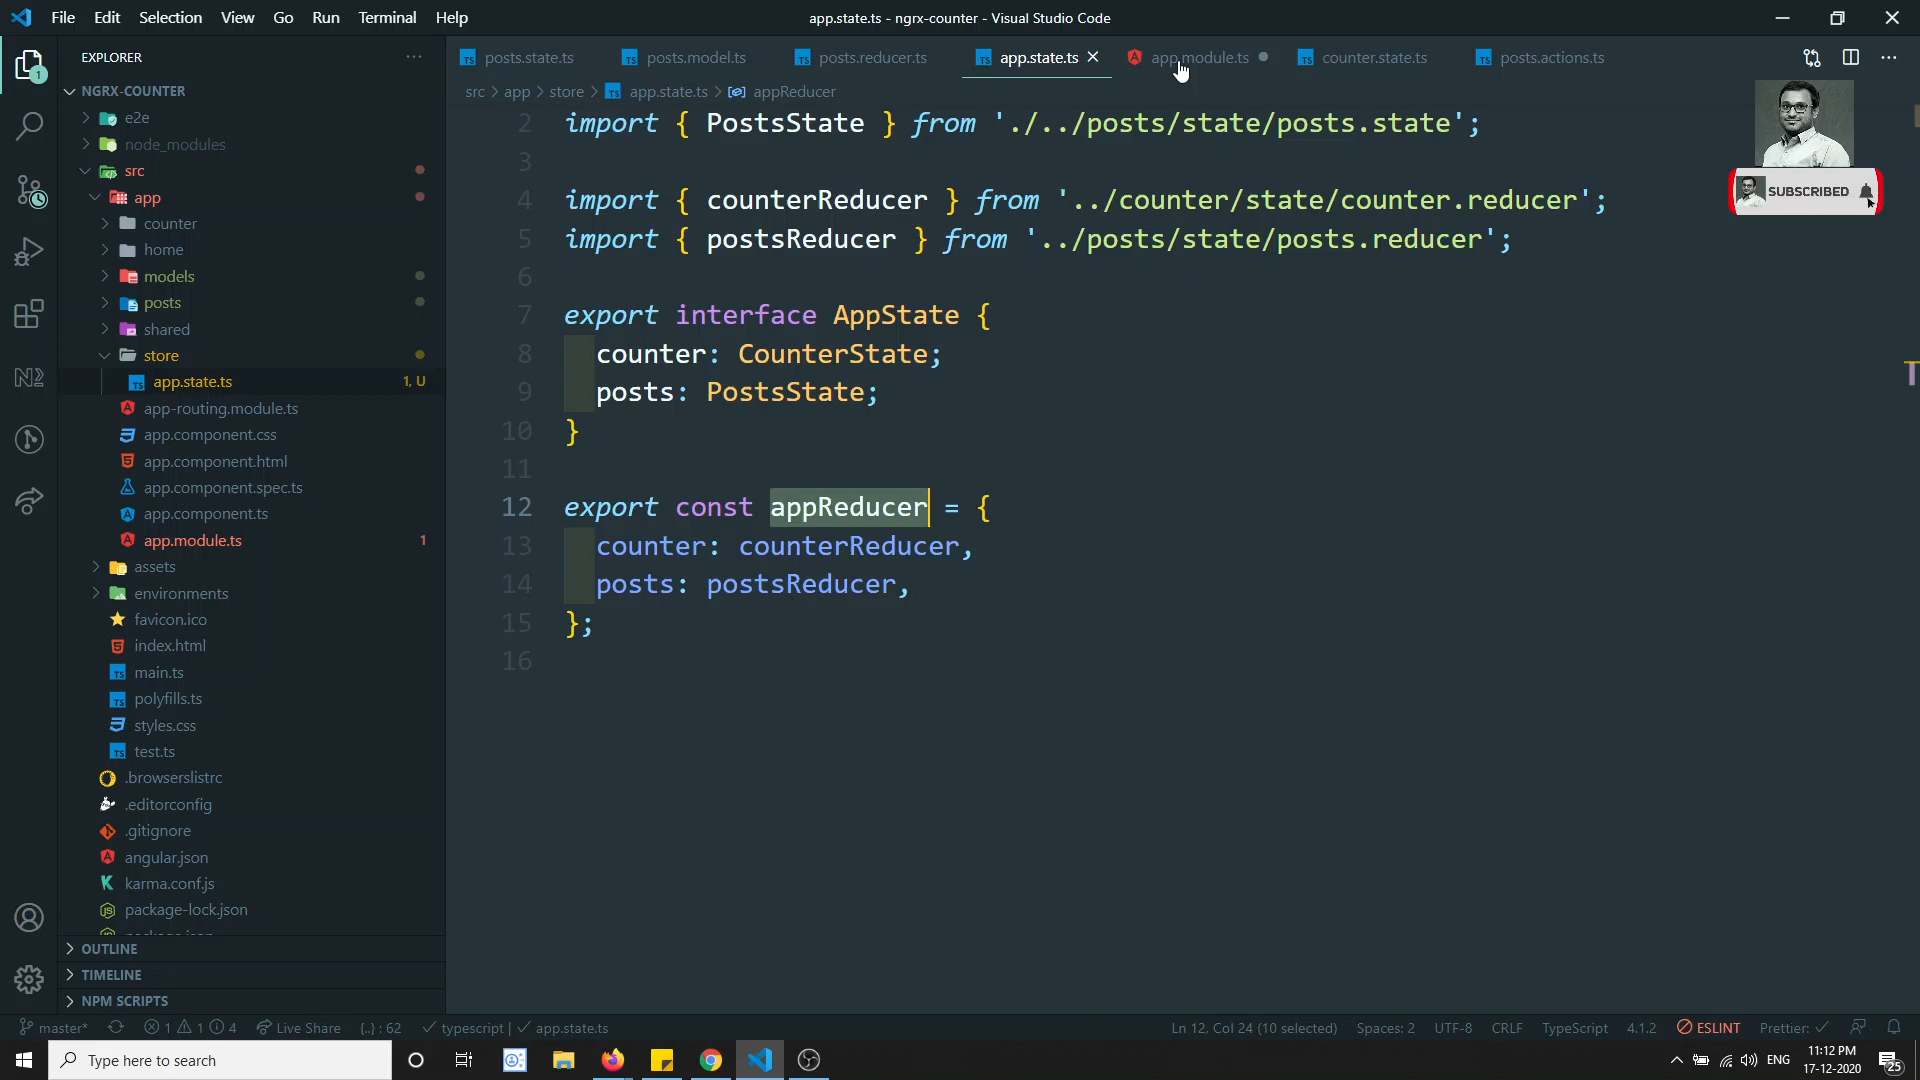 File Edit Selection View Go Run Terminal Help
app.state.ts - ngrx-counter - Visual Studio Code
EXPLORER
NGRX-COUNTER
e2e
node_modules
src
app
counter
home
models
posts
shared
store
app.state.ts 1, U
app-routing.module.ts
app.component.css
app.component.html
app.component.spec.ts
app.component.ts
app.module.ts 1
assets
environments
favicon.ico
index.html
main.ts
polyfills.ts
styles.css
test.ts
.browserslistrc
.editorconfig
.gitignore
angular.json
karma.conf.js
package-lock.json
OUTLINE
TIMELINE
NPM SCRIPTS
posts.state.ts posts.model.ts posts.reducer.ts app.state.ts app.module.ts counter.state.ts posts.actions.ts
src > app > store > app.state.ts > appReducer
2 import { PostsState } from './../posts/state/posts.state';
3
4 import { counterReducer } from '../counter/state/counter.reducer';
5 import { postsReducer } from '../posts/state/posts.reducer';
6
7 export interface AppState {
8 counter: CounterState;
9 posts: PostsState;
10 }
11
12 export const appReducer = {
13 counter: counterReducer,
14 posts: postsReducer,
15 };
16
SUBSCRIBED
master* 1 1 4 Live Share {..} : 62 typescript | app.state.ts
Ln 12, Col 24 (10 selected) Spaces: 2 UTF-8 CRLF TypeScript 4.1.2 ESLINT Prettier:
Type here to search
ENG
11:12 PM
17-12-2020
25